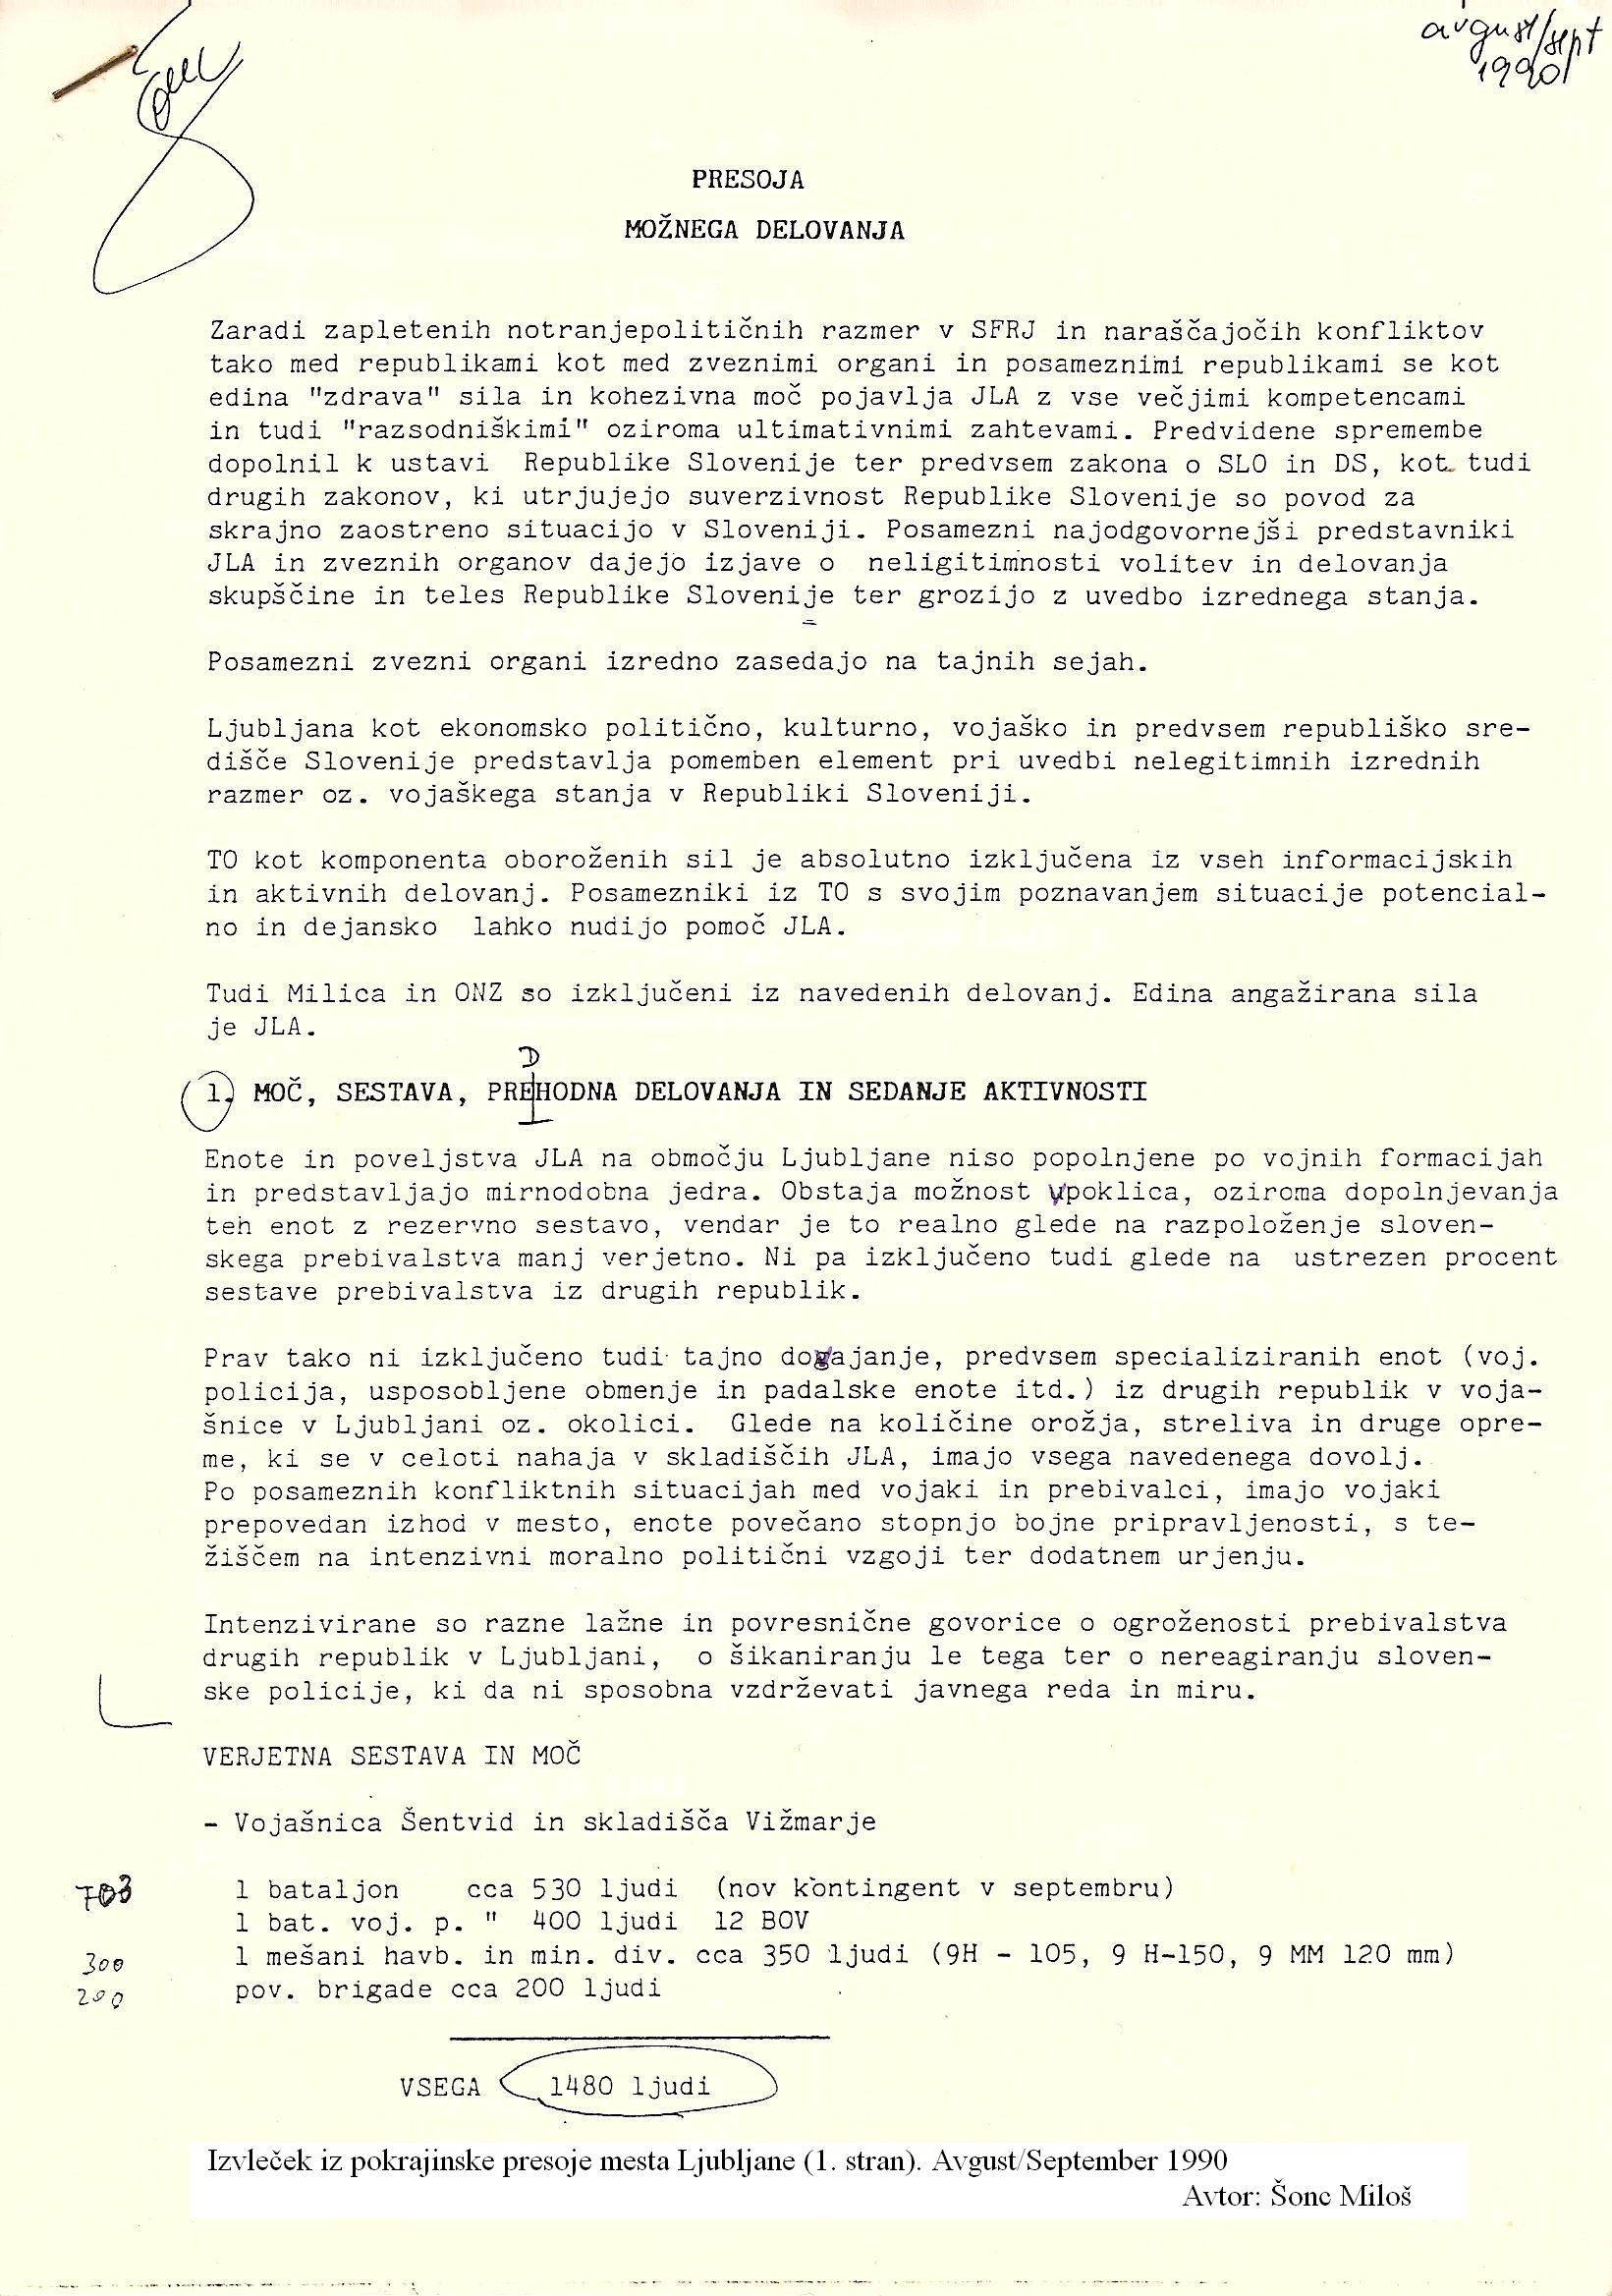 avgust/sept
1990
PRESOJA
MOŽNEGA DELOVANJA
Zaradi zapletenih notranjepolitičnih razmer v SFRJ in naraščajočih konfliktov
tako med republikami kot med zveznimi organi in posameznimi republikami se kot
edina "zdrava" sila in kohezivna moč pojavlja JLA z vse večjimi kompetencami
in tudi "razsodniškimi" oziroma ultimativnimi zahtevami. Predvidene spremembe
dopolnil k ustavi  Republike Slovenije ter predvsem zakona o SLO in DS, kot tudi
drugih zakonov, ki utrjujejo suverzivnost Republike Slovenije so povod za
skrajno zaostreno situacijo v Sloveniji. Posamezni najodgovornejši predstavniki
JLA in zveznih organov dajejo izjave o  neligitimnosti volitev in delovanja
skupščine in teles Republike Slovenije ter grozijo z uvedbo izrednega stanja.
Posamezni zvezni organi izredno zasedajo na tajnih sejah.
Ljubljana kot ekonomsko politično, kulturno, vojaško in predvsem republiško sre-
dišče Slovenije predstavlja pomemben element pri uvedbi nelegitimnih izrednih
razmer oz. vojaškega stanja v Republiki Sloveniji.
TO kot komponenta oboroženih sil je absolutno izključena iz vseh informacijskih
in aktivnih delovanj. Posamezniki iz TO s svojim poznavanjem situacije potencial-
no in dejansko  lahko nudijo pomoč JLA.
Tudi Milica in ONZ so izključeni iz navedenih delovanj. Edina angažirana sila
je JLA.
D
1. MOČ, SESTAVA, PREHODNA DELOVANJA IN SEDANJE AKTIVNOSTI
Enote in poveljstva JLA na območju Ljubljane niso popolnjene po vojnih formacijah
in predstavljajo mirnodobna jedra. Obstaja možnost vpoklica, oziroma dopolnjevanja
teh enot z rezervno sestavo, vendar je to realno glede na razpoloženje sloven-
skega prebivalstva manj verjetno. Ni pa izključeno tudi glede na  ustrezen procent
sestave prebivalstva iz drugih republik.
Prav tako ni izključeno tudi tajno dovajanje, predvsem specializiranih enot (voj.
policija, usposobljene obmenje in padalske enote itd.) iz drugih republik v voja-
šnice v Ljubljani oz. okolici.  Glede na količine orožja, streliva in druge opre-
me, ki se v celoti nahaja v skladiščih JLA, imajo vsega navedenega dovolj.
Po posameznih konfliktnih situacijah med vojaki in prebivalci, imajo vojaki
prepovedan izhod v mesto, enote povečano stopnjo bojne pripravljenosti, s te-
žiščem na intenzivni moralno politični vzgoji ter dodatnem urjenju.
Intenzivirane so razne lažne in povresnične govorice o ogroženosti prebivalstva
drugih republik v Ljubljani,  o šikaniranju le tega ter o nereagiranju sloven-
ske policije, ki da ni sposobna vzdrževati javnega reda in miru.
VERJETNA SESTAVA IN MOČ
- Vojašnica Šentvid in skladišča Vižmarje
703 1 bataljon    cca 530 ljudi  (nov kontingent v septembru)
1 bat. voj. p. "  400 ljudi  12 BOV
300 1 mešani havb. in min. div. cca 350 ljudi (9H - 105, 9 H-150, 9 MM 120 mm)
200 pov. brigade cca 200 ljudi
VSEGA 1480 ljudi
Izvleček iz pokrajinske presoje mesta Ljubljane (1. stran). Avgust/September 1990
Avtor: Šonc Miloš